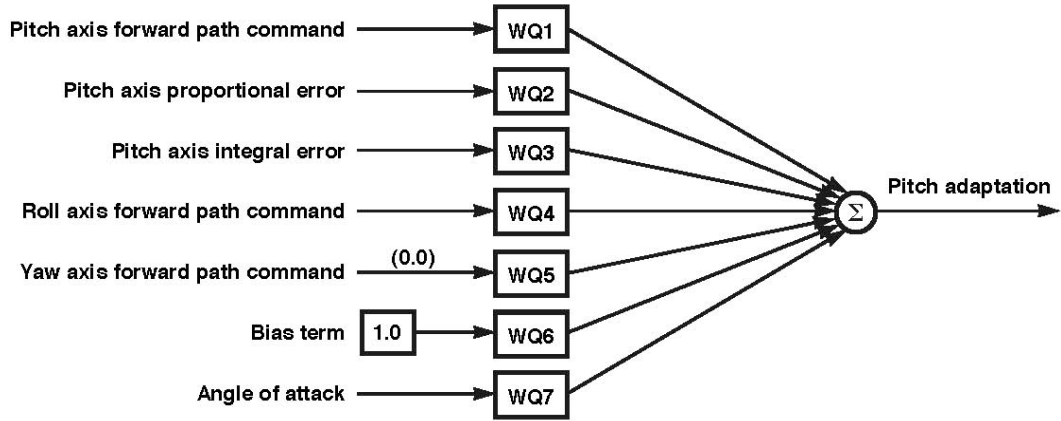 Pitch axis forward path command
WQ1
Pitch axis proportional error
WQ2
Pitch axis integral error
WQ3
Pitch adaptation
Roll axis forward path command
WQ4
Σ
Yaw axis forward path command
(0.0)
WQ5
Bias term
1.0
WQ6
Angle of attack
WQ7